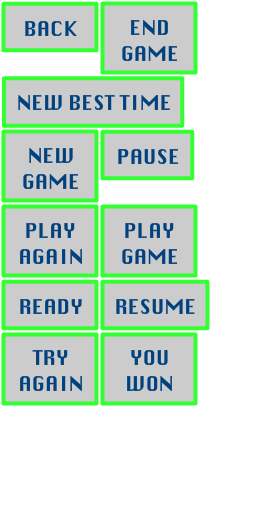 BACK
END
GAME
NEW BEST TIME
NEW
GAME
PAUSE
PLAY
AGAIN
PLAY
GAME
READY
RESUME
TRY
AGAIN
YOU
WON